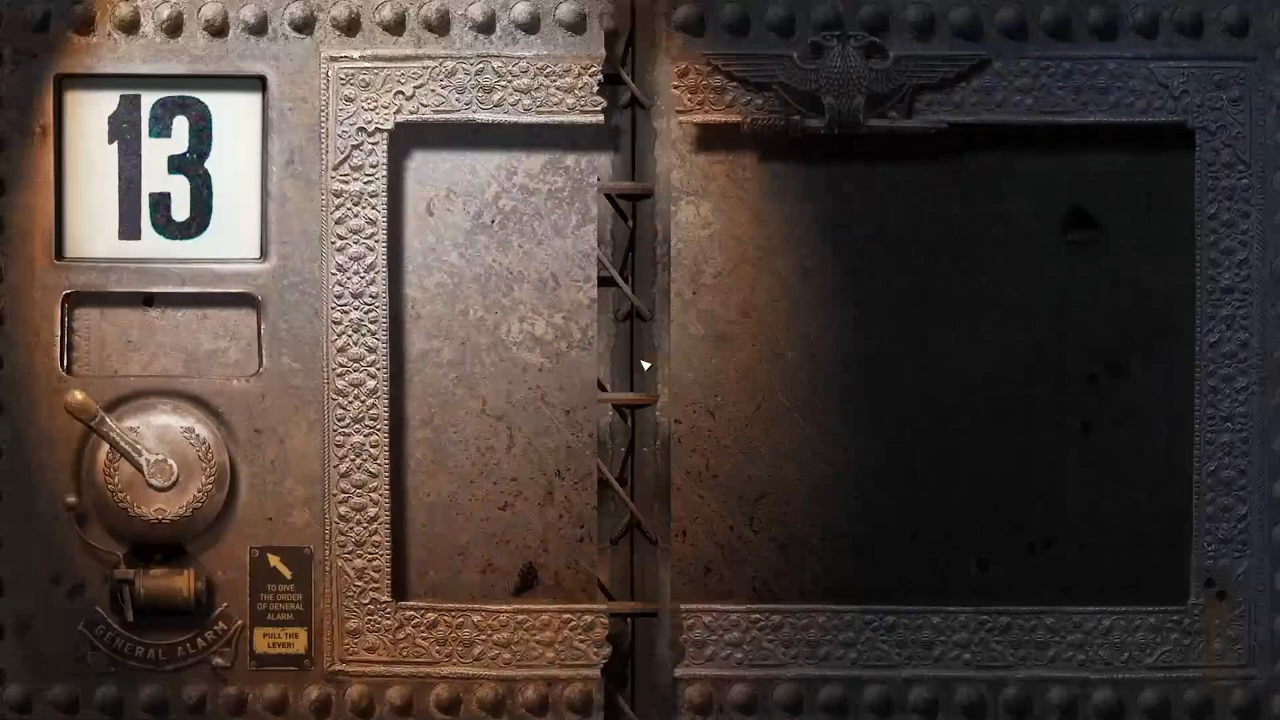 13
TO GIVE
THE ORDER
OF GENERAL
ALARM.
PULL THE
LEVER!
GENERAL ALARM